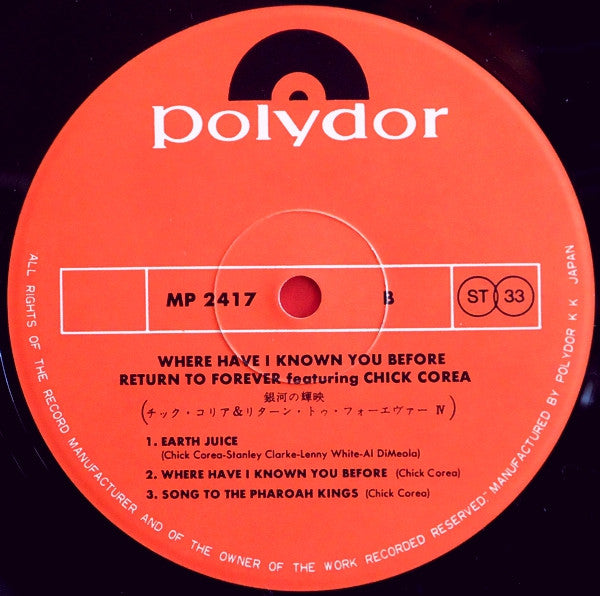 polydor
MP 2417 B ST 33
WHERE HAVE I KNOWN YOU BEFORE
RETURN TO FOREVER featuring CHICK COREA
銀河の輝映
(チック・コリア&リターン・トゥ・フォーエヴァー Ⅳ)
1. EARTH JUICE
(Chick Corea-Stanley Clarke-Lenny White-Al DiMeola)
2. WHERE HAVE I KNOWN YOU BEFORE (Chick Corea)
3. SONG TO THE PHAROAH KINGS (Chick Corea)
ALL RIGHTS OF THE RECORD MANUFACTURER AND OF THE OWNER OF THE WORK RECORDED RESERVED." MANUFACTURED BY POLYDOR K K JAPAN